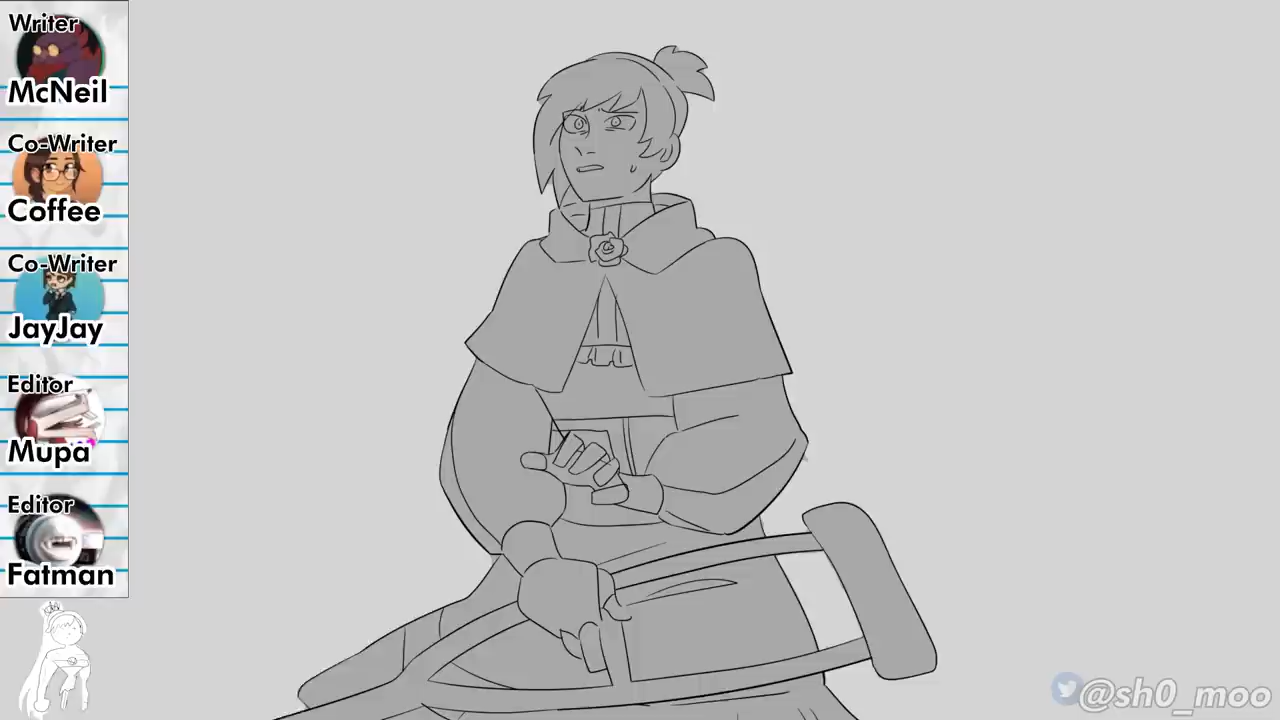 Writer
McNeil
Co-Writer
Coffee
Co-Writer
JayJay
Editor
Mupa
Editor
Fatman
@sh0_moo